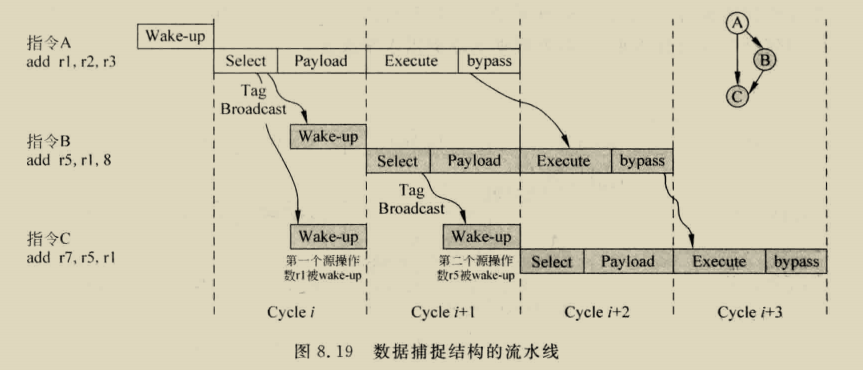 Wake-up
指令A
add r1, r2, r3
Select
Payload
Execute
bypass
Tag
Broadcast
A
B
C
Wake-up
指令B
add r5, r1, 8
Select
Payload
Execute
bypass
Tag
Broadcast
指令C
add r7, r5, r1
Wake-up
Wake-up
第一个源操作
数r1被wake-up
第二个源操作
数r5被wake-up
Select
Payload
Execute
bypass
Cycle i
Cycle i+1
Cycle i+2
Cycle i+3
图 8.19 数据捕捉结构的流水线